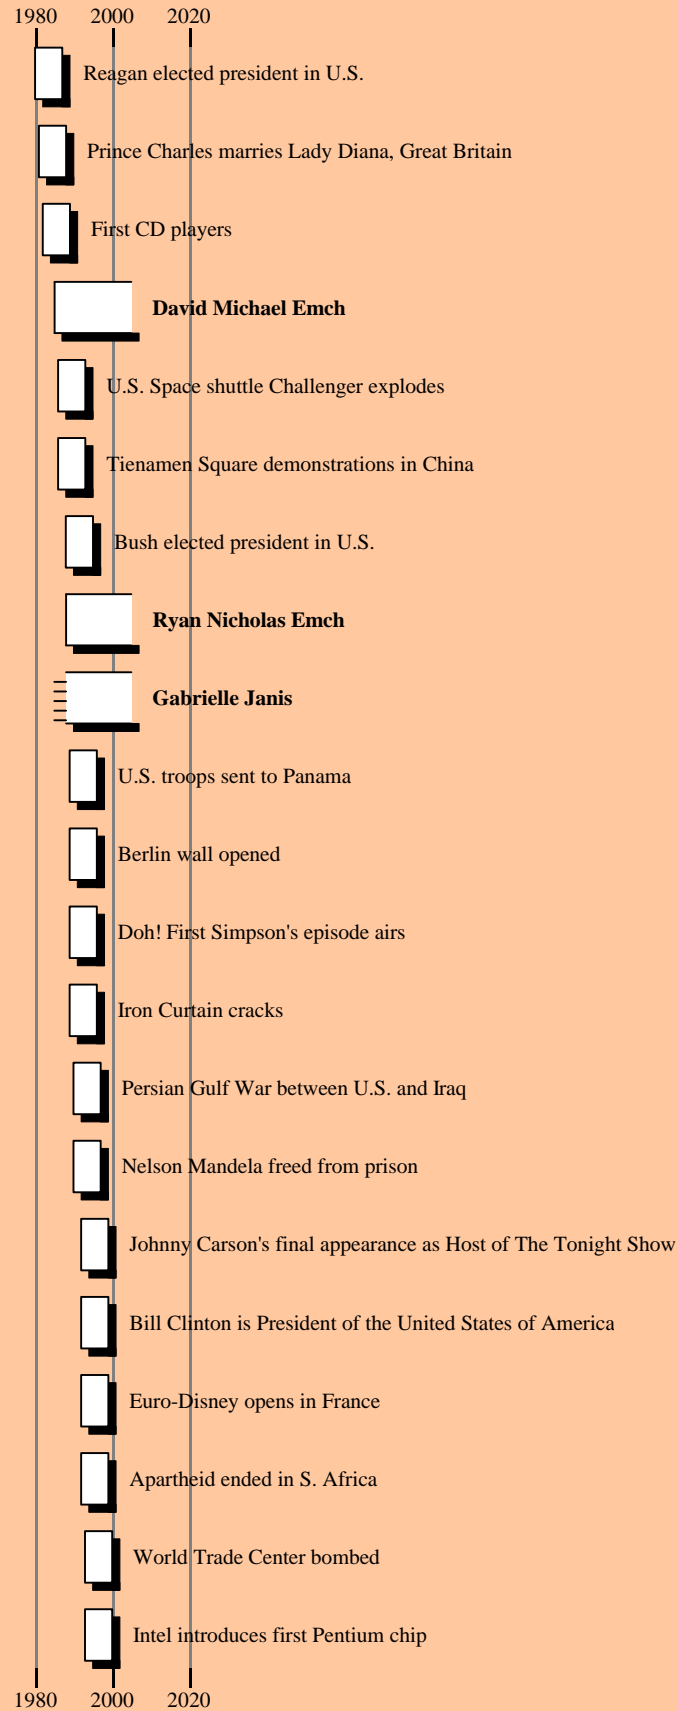 1980 2000 2020
Reagan elected president in U.S.
Prince Charles marries Lady Diana, Great Britain
First CD players
David Michael Emch
U.S. Space shuttle Challenger explodes
Tienamen Square demonstrations in China
Bush elected president in U.S.
Ryan Nicholas Emch
Gabrielle Janis
U.S. troops sent to Panama
Berlin wall opened
Doh! First Simpson's episode airs
Iron Curtain cracks
Persian Gulf War between U.S. and Iraq
Nelson Mandela freed from prison
Johnny Carson's final appearance as Host of The Tonight Show
Bill Clinton is President of the United States of America
Euro-Disney opens in France
Apartheid ended in S. Africa
World Trade Center bombed
Intel introduces first Pentium chip
1980 2000 2020